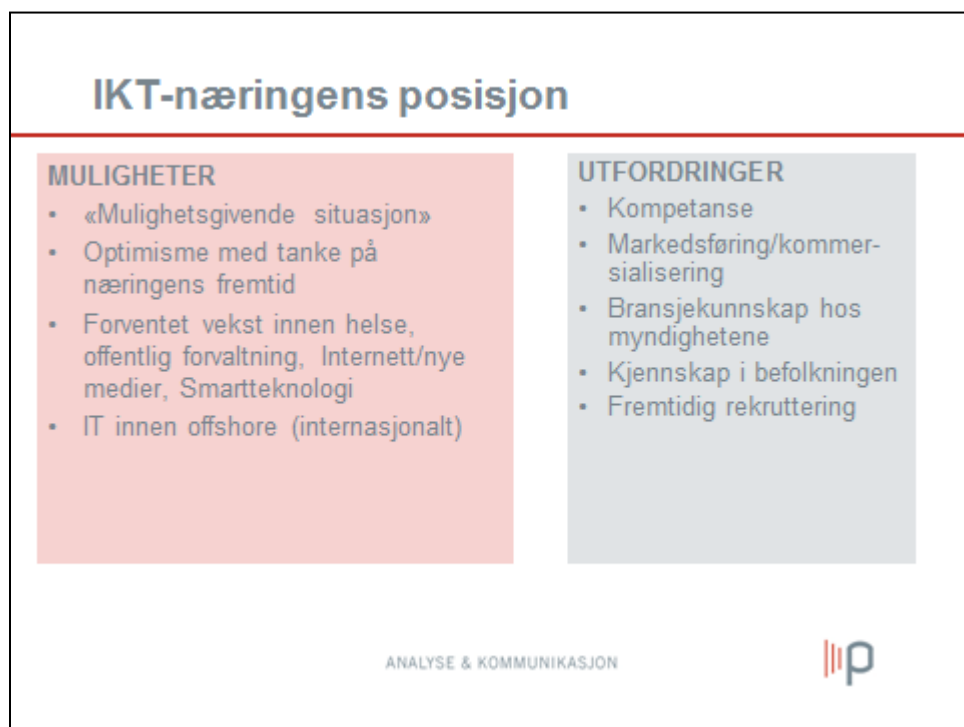 IKT-næringens posisjon
MULIGHETER
• «Mulighetsgivende situasjon»
• Optimisme med tanke på
næringens fremtid
• Forventet vekst innen helse,
offentlig forvaltning, Internett/nye
medier, Smartteknologi
• IT innen offshore (internasjonalt)
UTFORDRINGER
• Kompetanse
• Markedsføring/kommer-
sialisering
• Bransjekunnskap hos
myndighetene
• Kjennskap i befolkningen
• Fremtidig rekruttering
ANALYSE & KOMMUNIKASJON
p